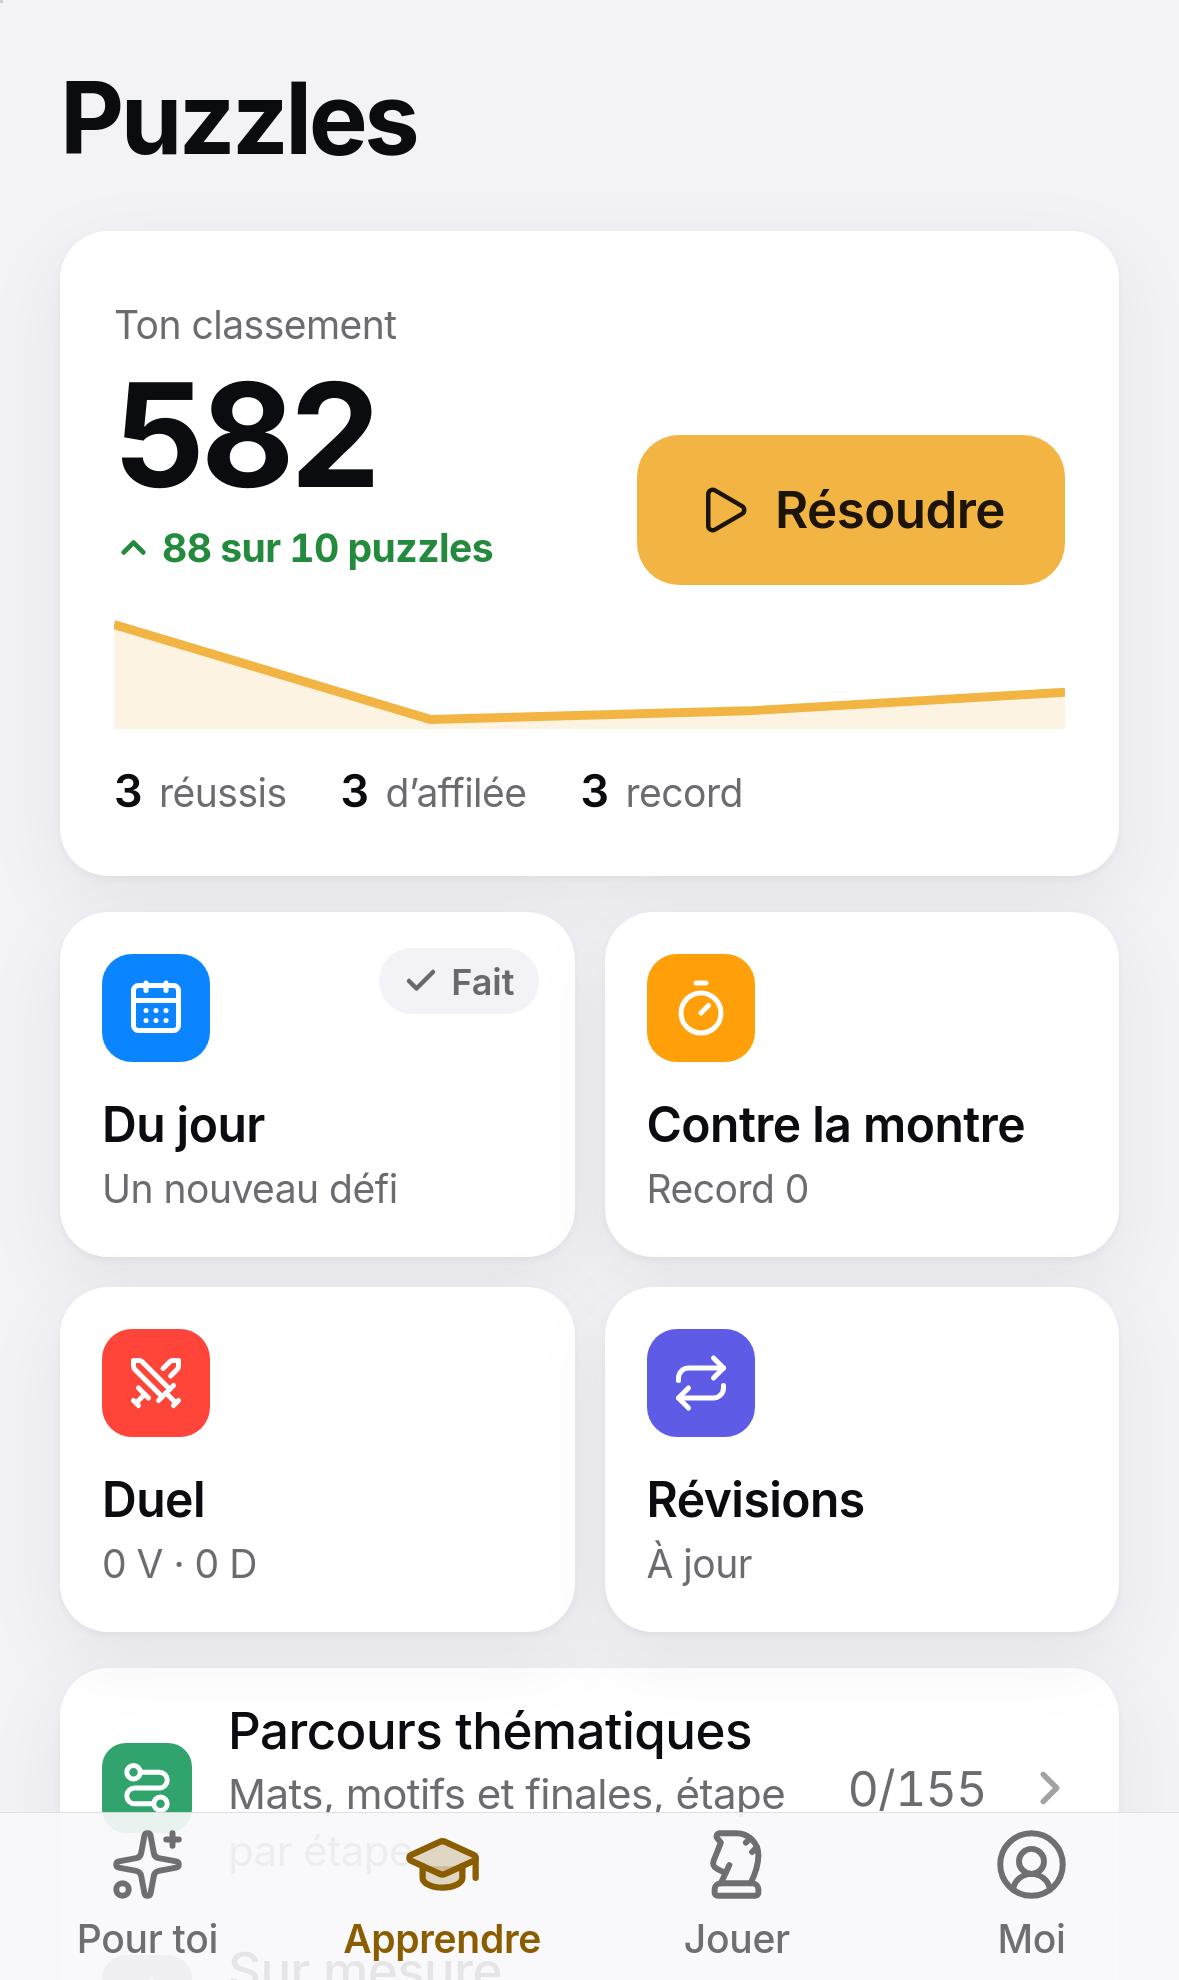 Puzzles
Ton classement
582
88 sur 10 puzzles
Résoudre
3 réussis 3 d’affilée 3 record
Fait
Du jour
Un nouveau défi
Contre la montre
Record 0
Duel
0 V · 0 D
Révisions
À jour
Parcours thématiques
Mats, motifs et finales, étape
par étape
0/155
Sur mesure
Pour toi
Apprendre
Jouer
Moi